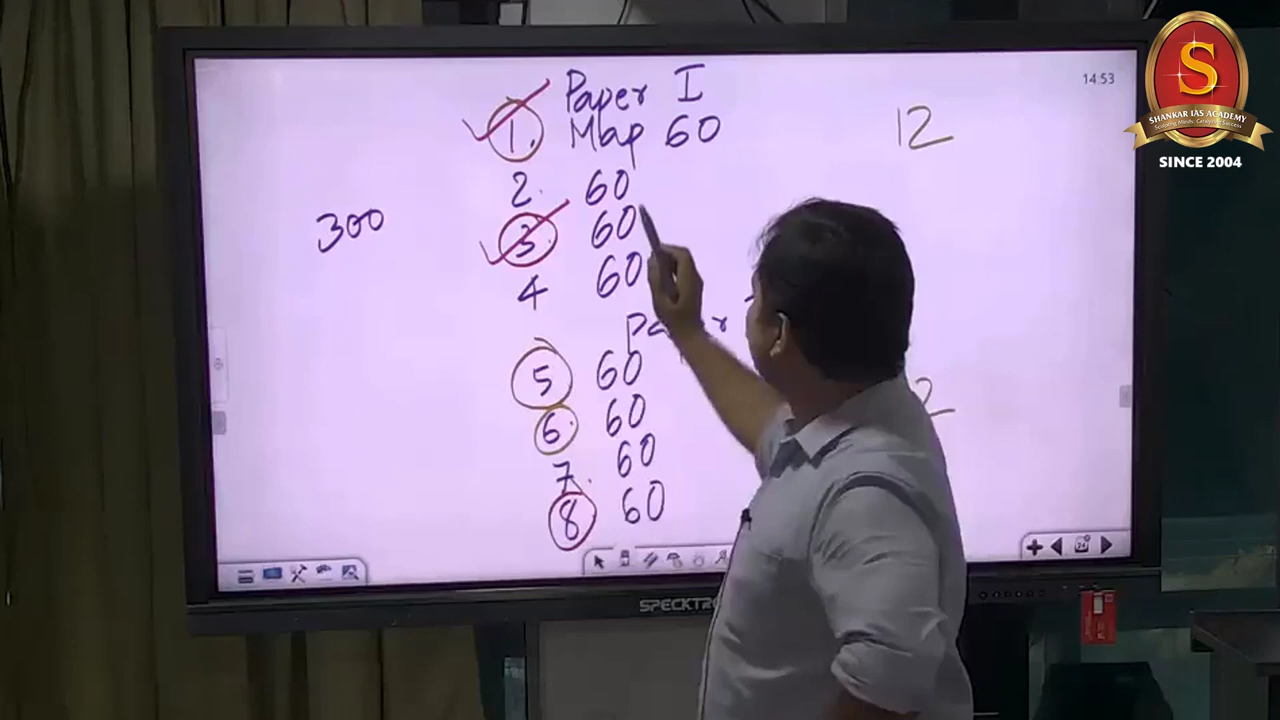 Paper I
1. Map 60
12
2. 60
3. 60
300
4 60
5 60
6. 60
7. 60
8 60
14:53
SPECKTR
S
SHANKAR IAS ACADEMY
SINCE 2004